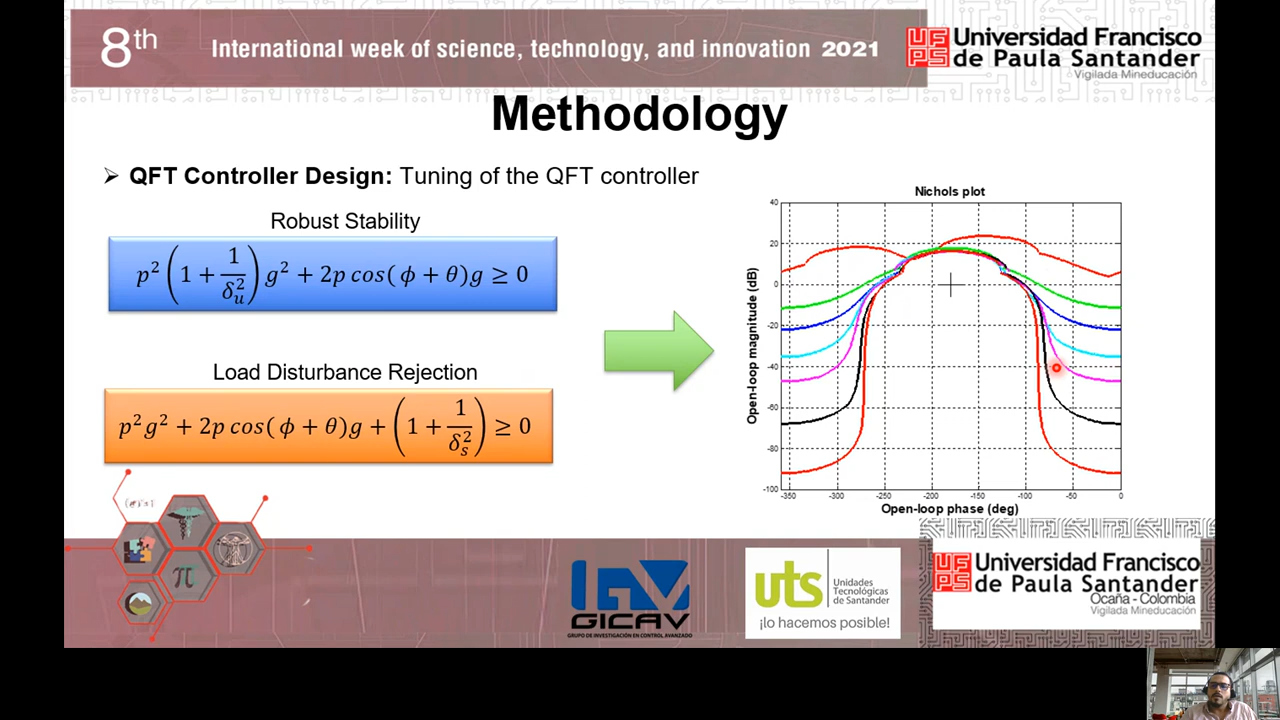 8th
International week of science, technology, and innovation 2021
UFPS Universidad Francisco
de Paula Santander
Vigilada Mineducación
Methodology
➢ QFT Controller Design: Tuning of the QFT controller
Robust Stability
p²(1 + 1/δᵤ²)g² + 2p cos(ϕ + θ)g ≥ 0
Load Disturbance Rejection
p²g² + 2p cos(ϕ + θ)g + (1 + 1/δₛ²) ≥ 0
Nichols plot
Open-loop magnitude (dB)
40
20
0
-20
-40
-60
-80
-100
-350 -300 -250 -200 -150 -100 -50 0
Open-loop phase (deg)
π
GICAV
GRUPO DE INVESTIGACIÓN EN CONTROL AVANZADO
uts
Unidades
Tecnológicas
de Santander
¡lo hacemos posible!
UFPS Universidad Francisco
de Paula Santander
Ocaña - Colombia
Vigilada Mineducación